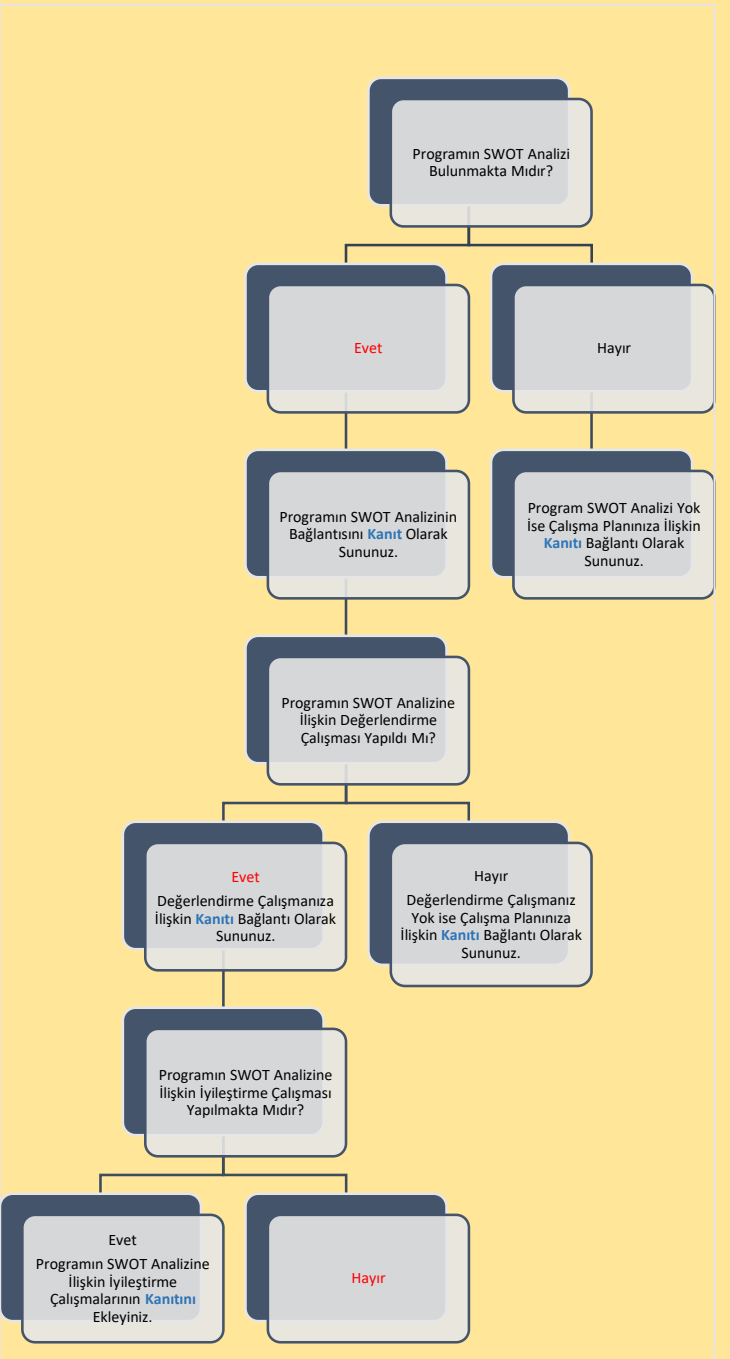 Programın SWOT Analizi
Bulunmakta Mıdır?
Evet
Hayır
Programın SWOT Analizinin
Bağlantısını Kanıt Olarak
Sununuz.
Program SWOT Analizi Yok
İse Çalışma Planınıza İlişkin
Kanıtı Bağlantı Olarak
Sununuz.
Programın SWOT Analizine
İlişkin Değerlendirme
Çalışması Yapıldı Mı?
Evet
Değerlendirme Çalışmanıza
İlişkin Kanıtı Bağlantı Olarak
Sununuz.
Hayır
Değerlendirme Çalışmanız
Yok ise Çalışma Planınıza
İlişkin Kanıtı Bağlantı Olarak
Sununuz.
Programın SWOT Analizine
İlişkin İyileştirme Çalışması
Yapılmakta Mıdır?
Evet
Programın SWOT Analizine
İlişkin İyileştirme
Çalışmalarının Kanıtını
Ekleyiniz.
Hayır